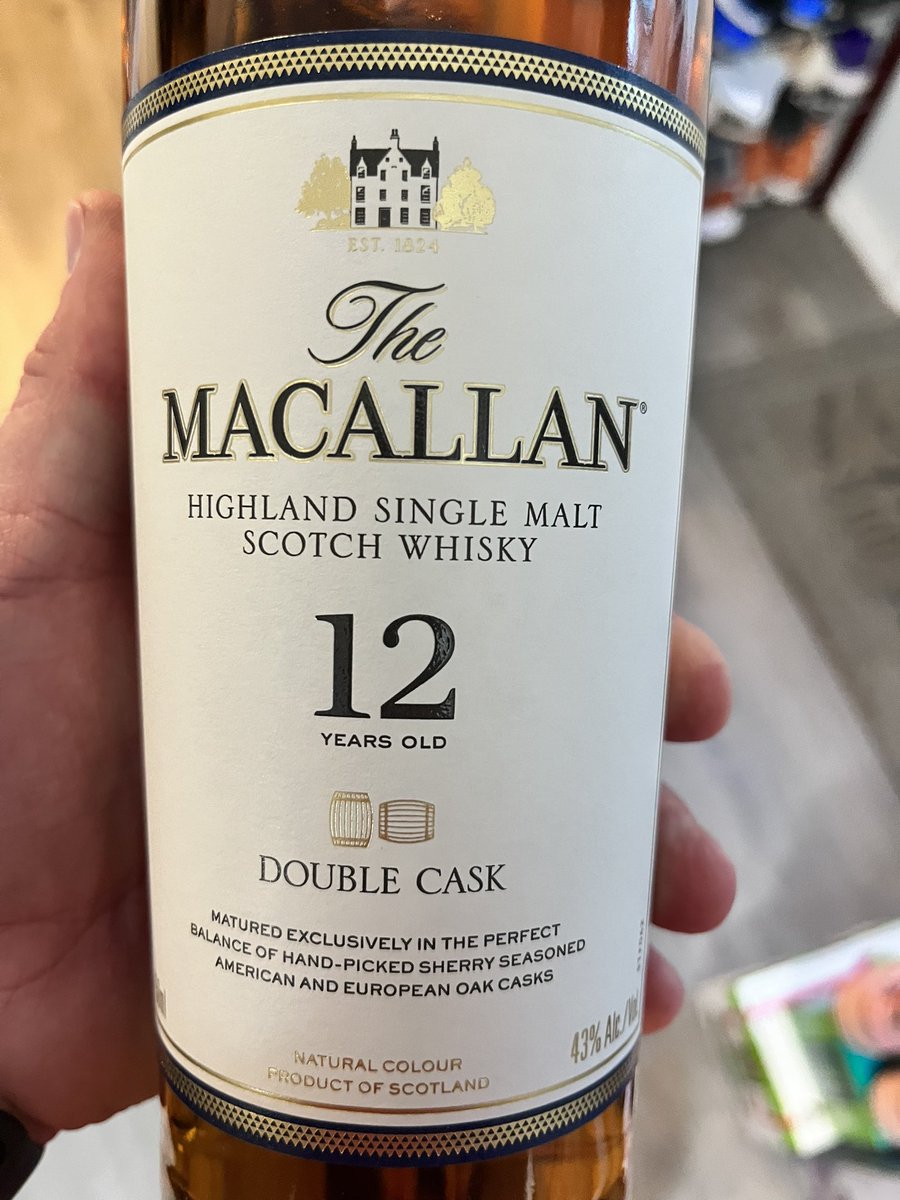 EST. 1824
The
MACALLAN®
HIGHLAND SINGLE MALT
SCOTCH WHISKY
12
YEARS OLD
DOUBLE CASK
MATURED EXCLUSIVELY IN THE PERFECT
BALANCE OF HAND-PICKED SHERRY SEASONED
AMERICAN AND EUROPEAN OAK CASKS
43% Alc./Vol
NATURAL COLOUR
PRODUCT OF SCOTLAND